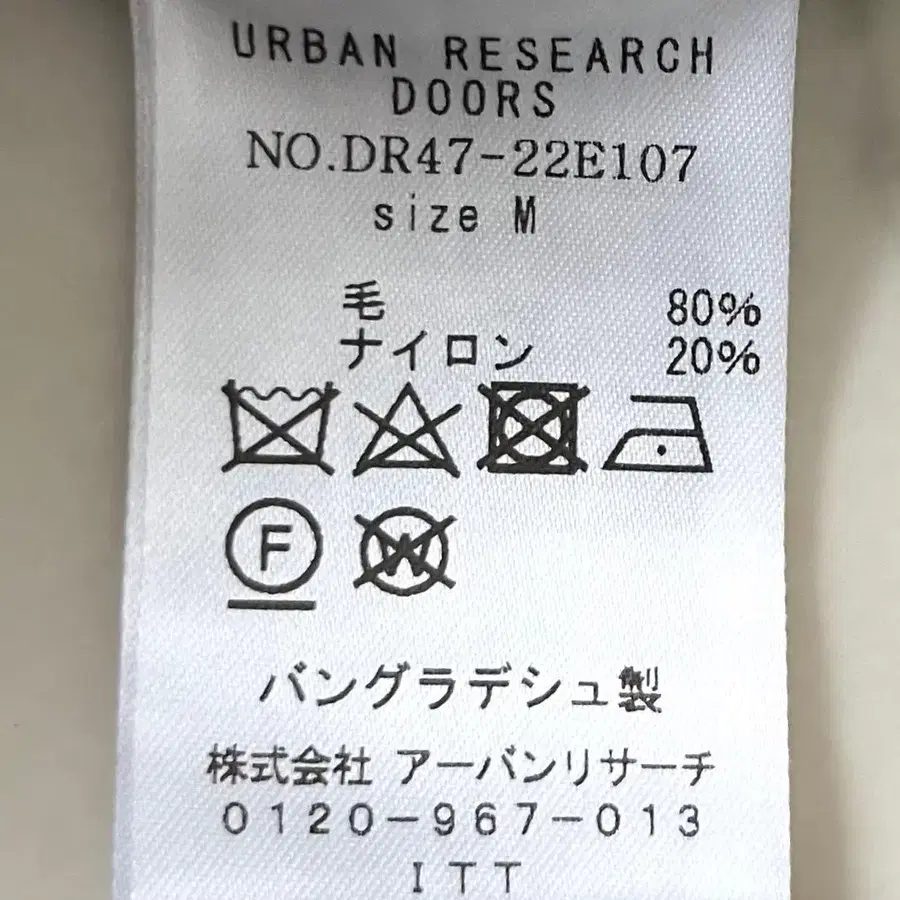 URBAN RESEARCH
DOORS
NO.DR47-22E107
size M
毛 80%
ナイロン 20%
F W
バングラデシュ製
株式会社 アーバンリサーチ
0120-967-013
ITT